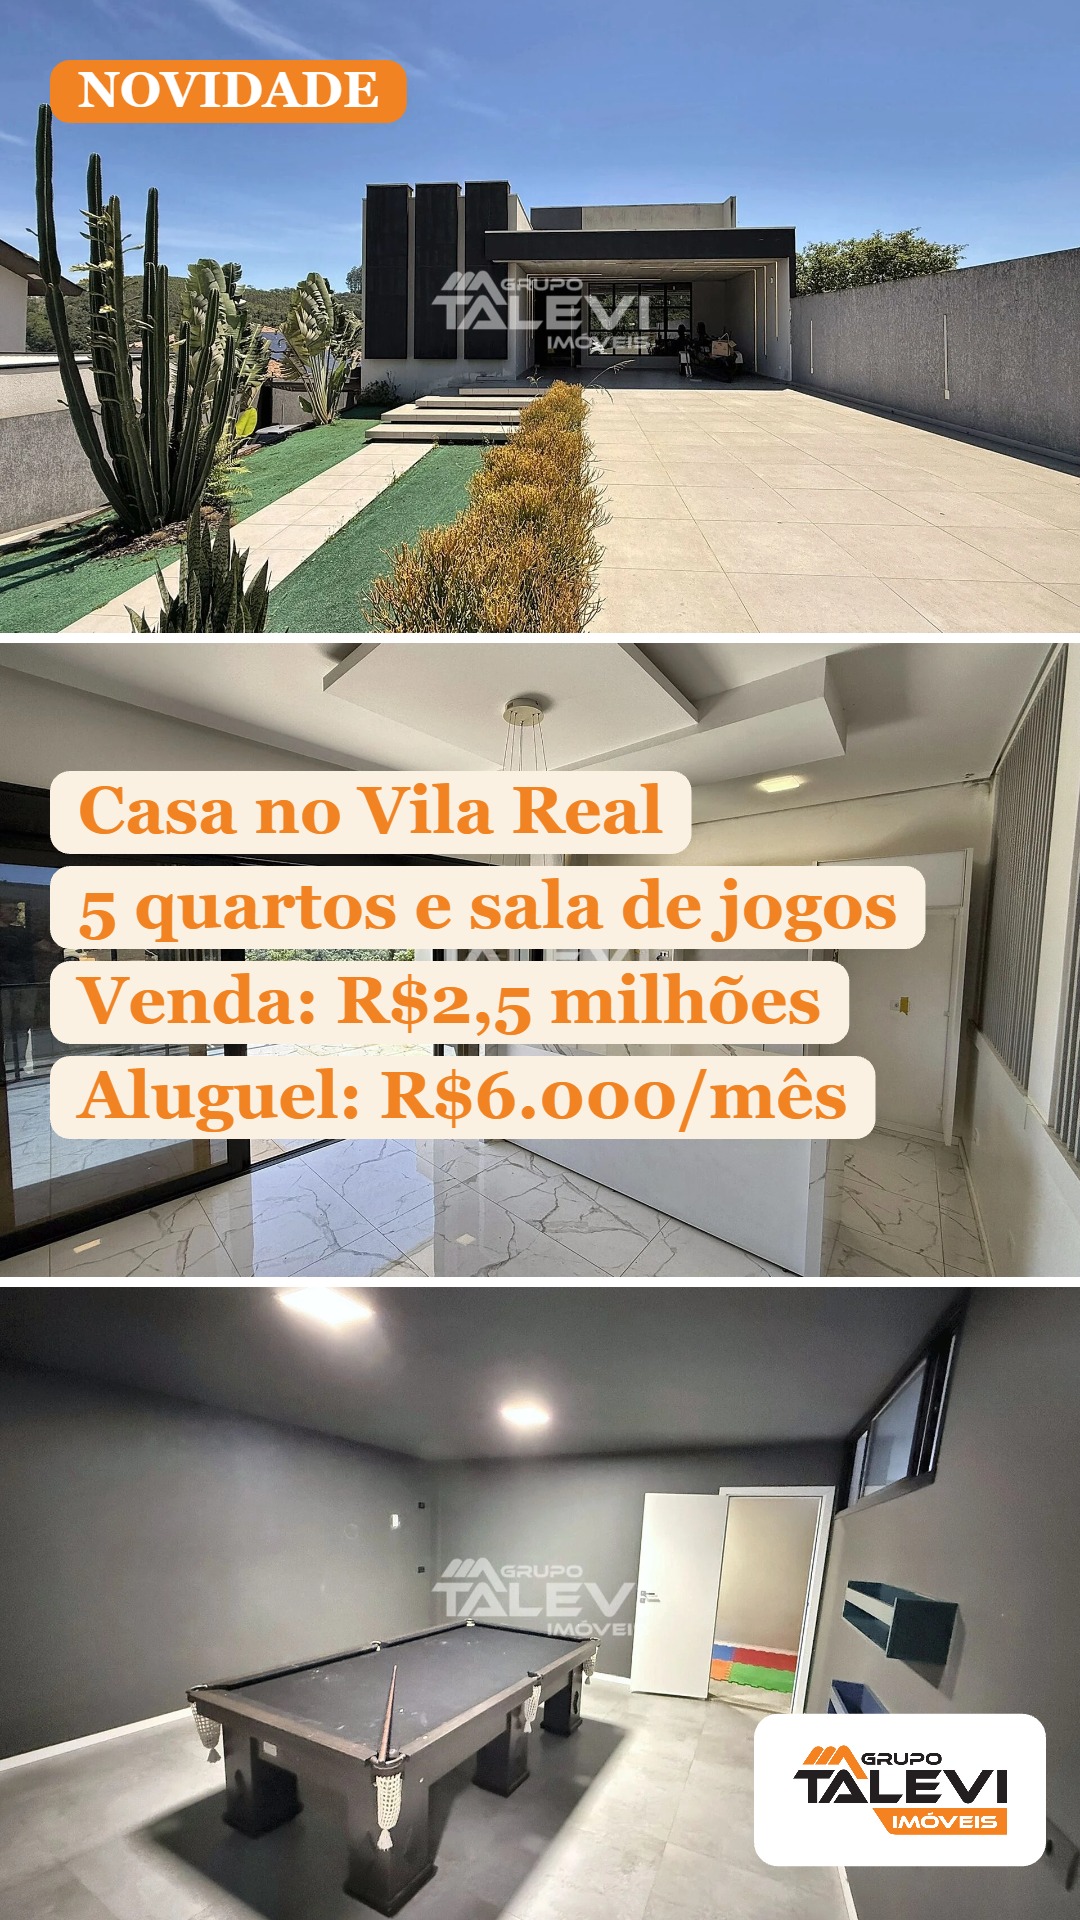 NOVIDADE
GRUPO
TALEVI
IMÓVEIS
Casa no Vila Real
5 quartos e sala de jogos
Venda: R$2,5 milhões
Aluguel: R$6.000/mês
GRUPO
TALEVI
IMÓVEIS
GRUPO
TALEVI
IMÓVEIS